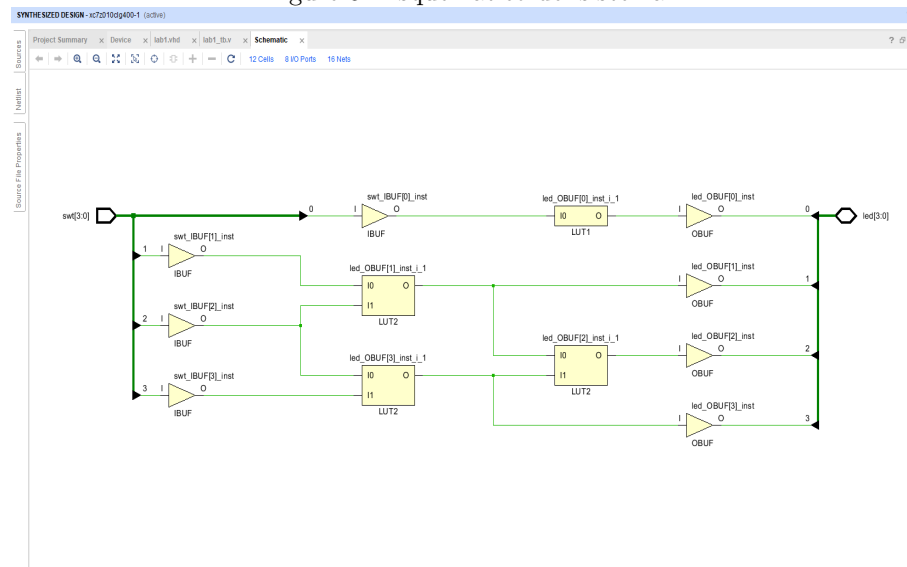 SYNTHESIZED DESIGN - xc7z010clg400-1 (active)
Project Summary x Device x lab1.vhd x lab1_tb.v x Schematic x
12 Cells 8 I/O Ports 16 Nets
Sources
Netlist
Source File Properties
swt[3:0]
0
swt_IBUF[0]_inst
I O
IBUF
led_OBUF[0]_inst_i_1
I0 O
LUT1
led_OBUF[0]_inst
I O
OBUF
0
led[3:0]
swt_IBUF[1]_inst
1 I O
IBUF
led_OBUF[1]_inst_i_1
I0 O
I1
LUT2
led_OBUF[1]_inst
I O 1
OBUF
swt_IBUF[2]_inst
2 I O
IBUF
led_OBUF[2]_inst_i_1
I0 O
I1
LUT2
led_OBUF[2]_inst
I O 2
OBUF
swt_IBUF[3]_inst
3 I O
IBUF
led_OBUF[3]_inst_i_1
I0 O
I1
LUT2
led_OBUF[3]_inst
I O 3
OBUF